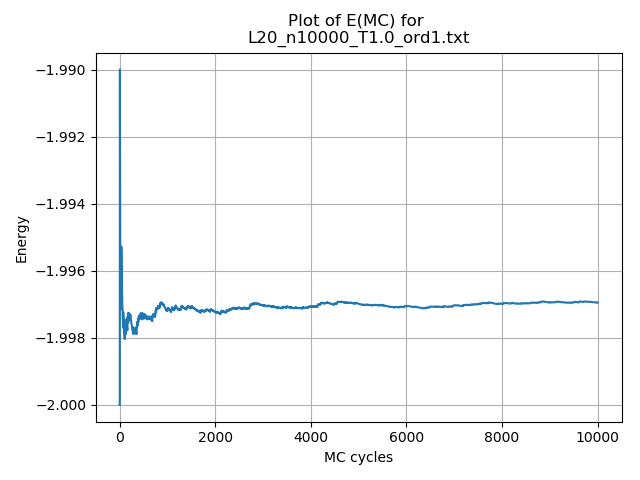 Plot of E(MC) for
L20_n10000_T1.0_ord1.txt
−1.990
−1.992
−1.994
−1.996
−1.998
−2.000
Energy
0 2000 4000 6000 8000 10000
MC cycles